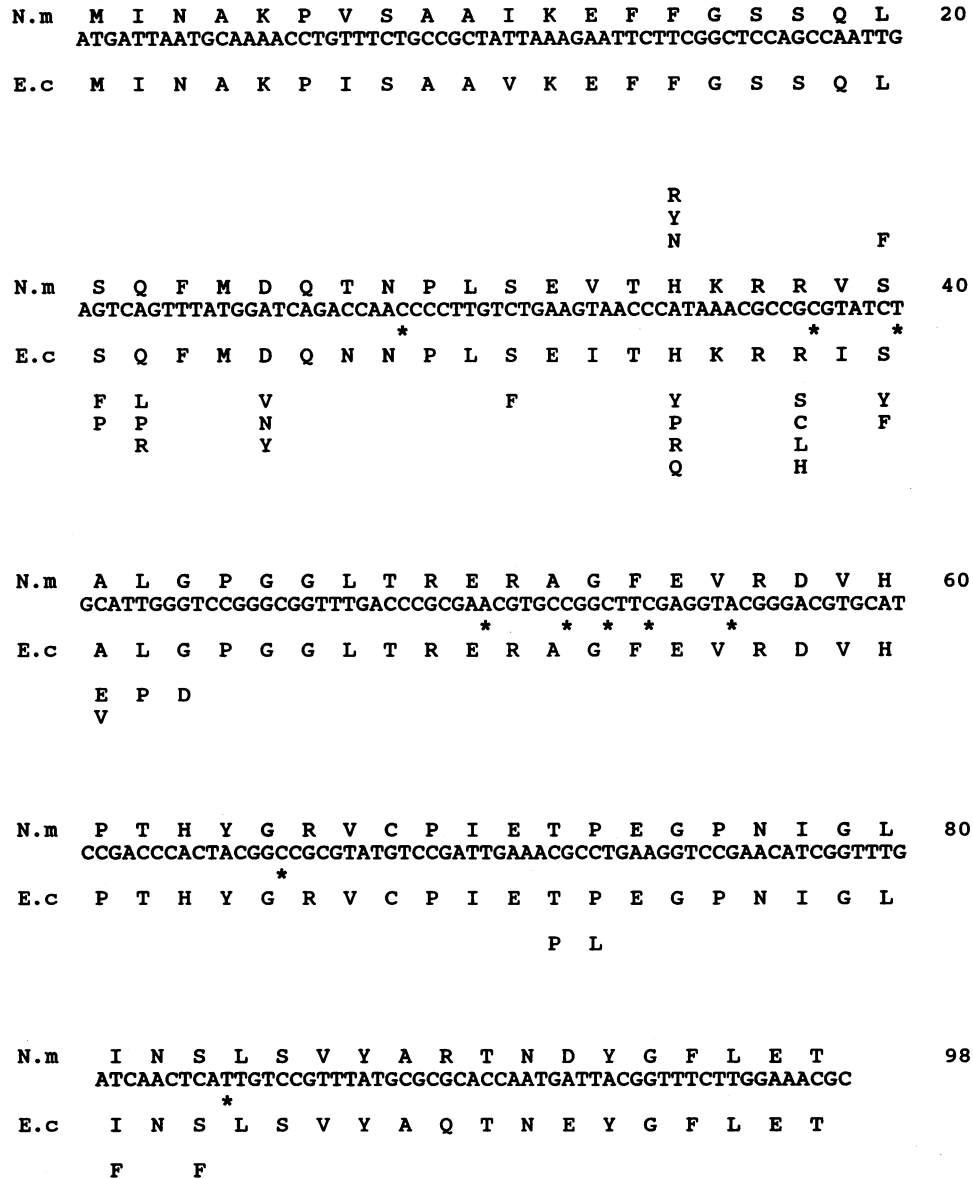 N.m M I N A K P V S A A I K E F F G S S Q L 20
ATGATTAATGCAAAACCTGTTTCTGCCGCTATTAAAGAATTCTTCGGCTCCAGCCAATTG
E.c M I N A K P I S A A V K E F F G S S Q L
R
Y
N F
N.m S Q F M D Q T N P L S E V T H K R R V S 40
AGTCAGTTTATGGATCAGACCAACCCCTTGTCTGAAGTAACCCATAAACGCCGCGTATCT
* * *
E.c S Q F M D Q N N P L S E I T H K R R I S
F L V F Y S Y
P P N P C F
R Y R L
Q H
N.m A L G P G G L T R E R A G F E V R D V H 60
GCATTGGGTCCGGGCGGTTTGACCCGCGAACGTGCCGGCTTCGAGGTACGGGACGTGCAT
* * * * *
E.c A L G P G G L T R E R A G F E V R D V H
E P D
V
N.m P T H Y G R V C P I E T P E G P N I G L 80
CCGACCCACTACGGCCGCGTATGTCCGATTGAAACGCCTGAAGGTCCGAACATCGGTTTG
*
E.c P T H Y G R V C P I E T P E G P N I G L
P L
N.m I N S L S V Y A R T N D Y G F L E T 98
ATCAACTCATTGTCCGTTTATGCGCGCACCAATGATTACGGTTTCTTGGAAACGC
*
E.c I N S L S V Y A Q T N E Y G F L E T
F F